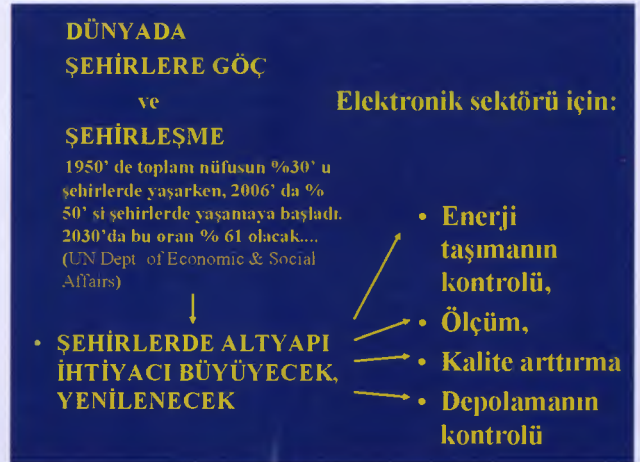 DÜNYADA
ŞEHİRLERE GÖÇ
ve
ŞEHİRLEŞME
1950' de toplam nüfusun %30' u
şehirlerde yaşarken, 2006' da %
50' si şehirlerde yaşamaya başladı.
2030'da bu oran % 61 olacak....
(UN Dept of Economic & Social
Affairs)
• ŞEHİRLERDE ALTYAPI
İHTİYACI BÜYÜYECEK,
YENİLENECEK
Elektronik sektörü için:
• Enerji
taşımanın
kontrolü,
• Ölçüm,
• Kalite arttırma
• Depolamanın
kontrolü